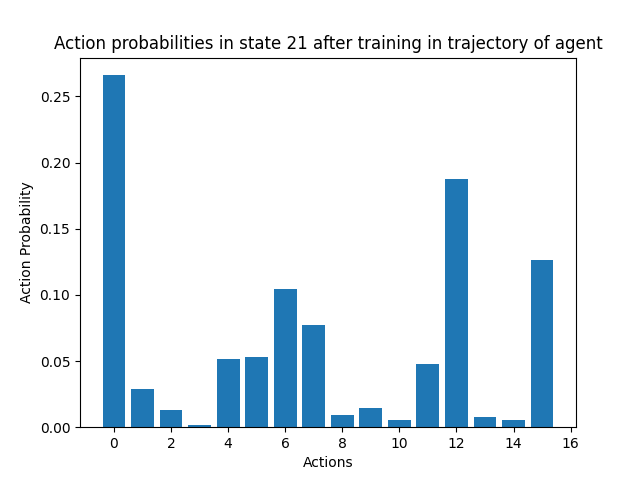 Action probabilities in state 21 after training in trajectory of agent
0.25
0.20
0.15
0.10
0.05
0.00
Action Probability
0 2 4 6 8 10 12 14 16
Actions